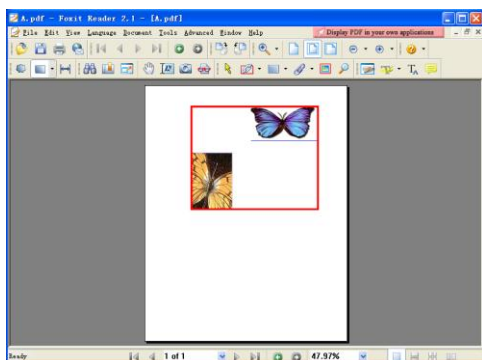 A.pdf - Foxit Reader 2.1 - [A.pdf]
File Edit View Language Document Tools Advanced Window Help
Display PDF in your own applications
Ready
1 of 1
47.97%